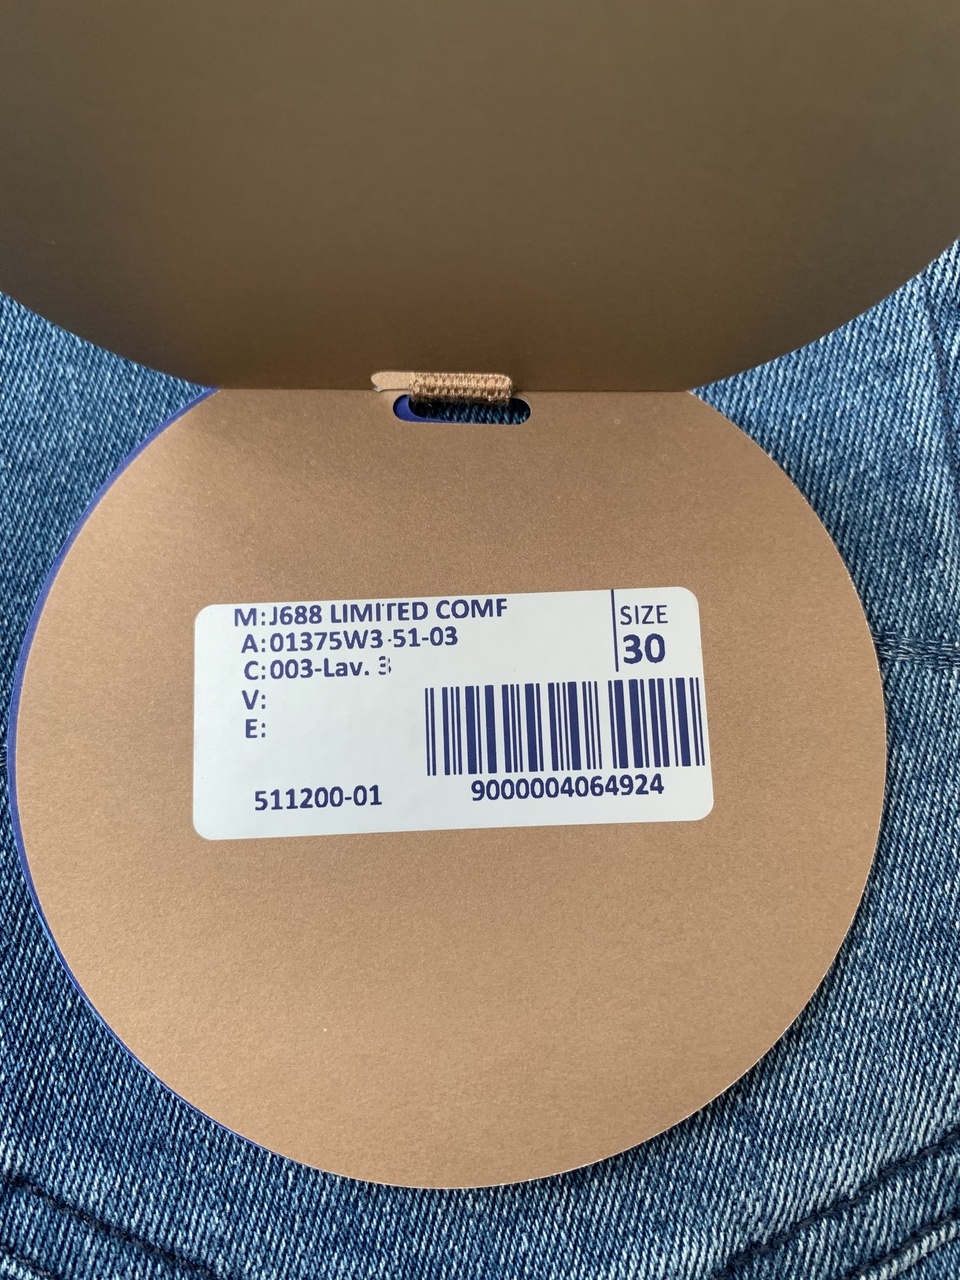 M:J688 LIMITED COMF
A:01375W3-51-03
C:003-Lav. 3
V:
E:
SIZE
30
511200-01
9000004064924